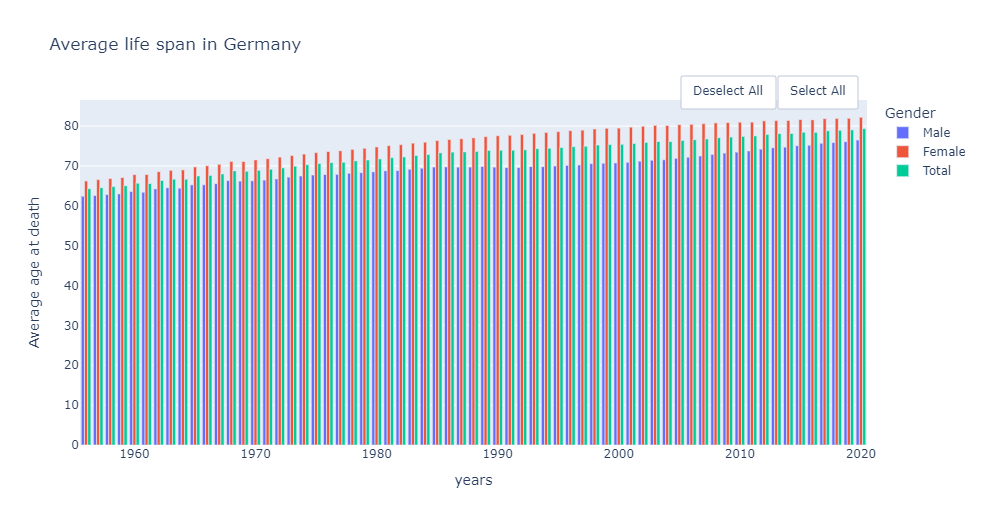 Average life span in Germany
Deselect All
Select All
Gender
Male
Female
Total
80
70
60
50
40
30
20
10
0
Average age at death
1960
1970
1980
1990
2000
2010
2020
years